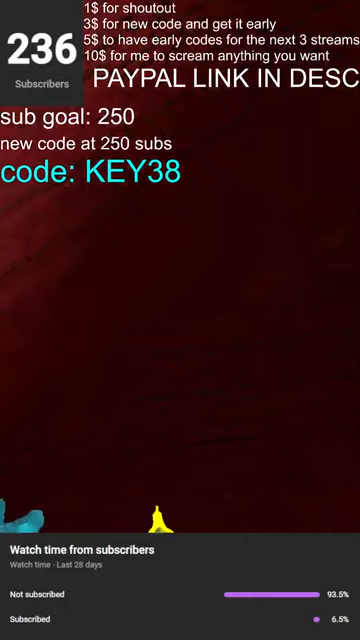 1$ for shoutout
3$ for new code and get it early
5$ to have early codes for the next 3 streams
10$ for me to scream anything you want
236
Subscribers
PAYPAL LINK IN DESC
sub goal: 250
new code at 250 subs
code: KEY38
Watch time from subscribers
Watch time · Last 28 days
Not subscribed 93.5%
Subscribed 6.5%